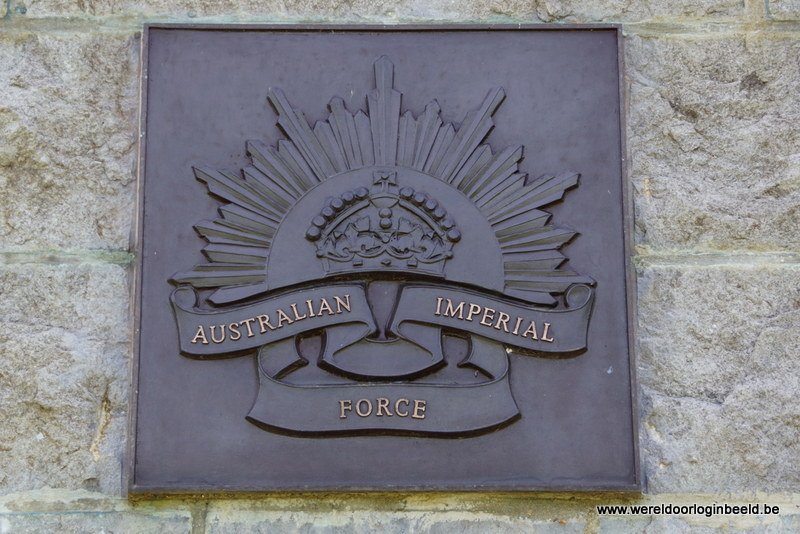 AUSTRALIAN IMPERIAL
FORCE
www.wereldoorloginbeeld.be